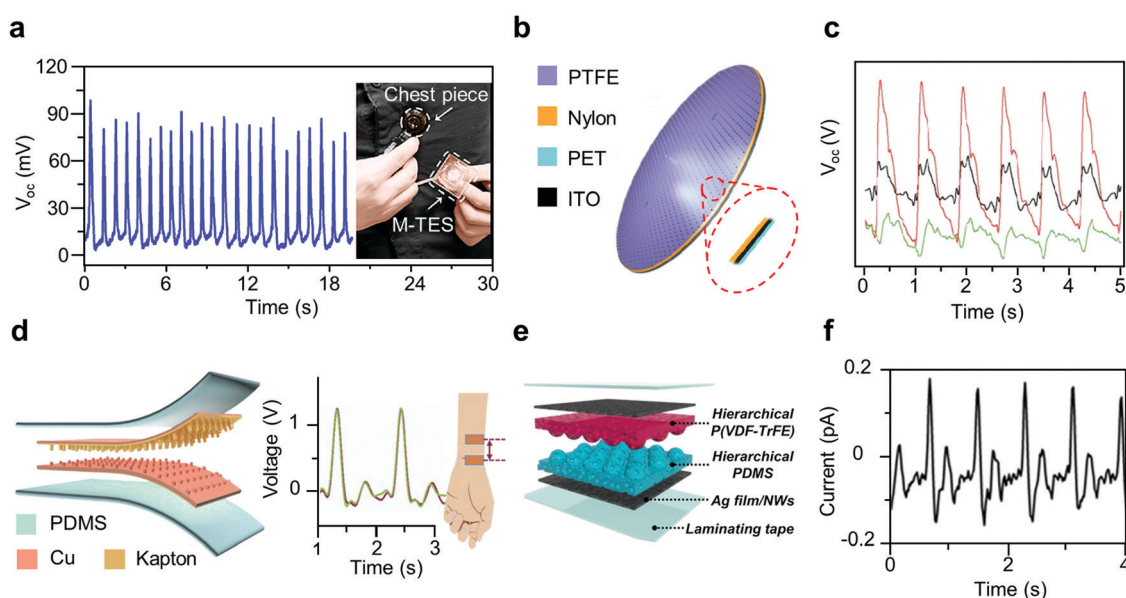 a
120
90
60
30
0
V_oc (mV)
0 6 12 18 24 30
Time (s)
Chest piece
M-TES
b
PTFE
Nylon
PET
ITO
c
V_oc (V)
0 1 2 3 4 5
Time (s)
d
PDMS
Cu
Kapton
Voltage (V)
1
0
1 2 3
Time (s)
e
Hierarchical
P(VDF-TrFE)
Hierarchical
PDMS
Ag film/NWs
Laminating tape
f
0.2
0
-0.2
Current (pA)
0 2 4
Time (s)